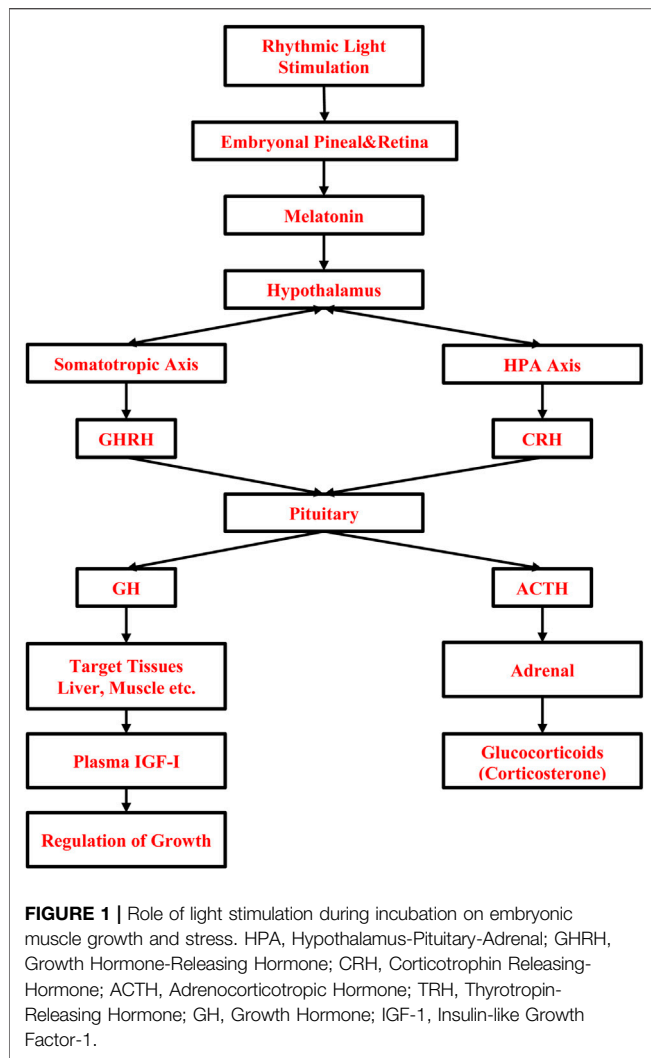 Rhythmic Light
Stimulation
Embryonal Pineal&Retina
Melatonin
Hypothalamus
Somatotropic Axis
HPA Axis
GHRH
CRH
Pituitary
GH
ACTH
Target Tissues
Liver, Muscle etc.
Adrenal
Plasma IGF-I
Glucocorticoids
(Corticosterone)
Regulation of Growth
FIGURE 1 | Role of light stimulation during incubation on embryonic
muscle growth and stress. HPA, Hypothalamus-Pituitary-Adrenal; GHRH,
Growth Hormone-Releasing Hormone; CRH, Corticotrophin Releasing-
Hormone; ACTH, Adrenocorticotropic Hormone; TRH, Thyrotropin-
Releasing Hormone; GH, Growth Hormone; IGF-1, Insulin-like Growth
Factor-1.